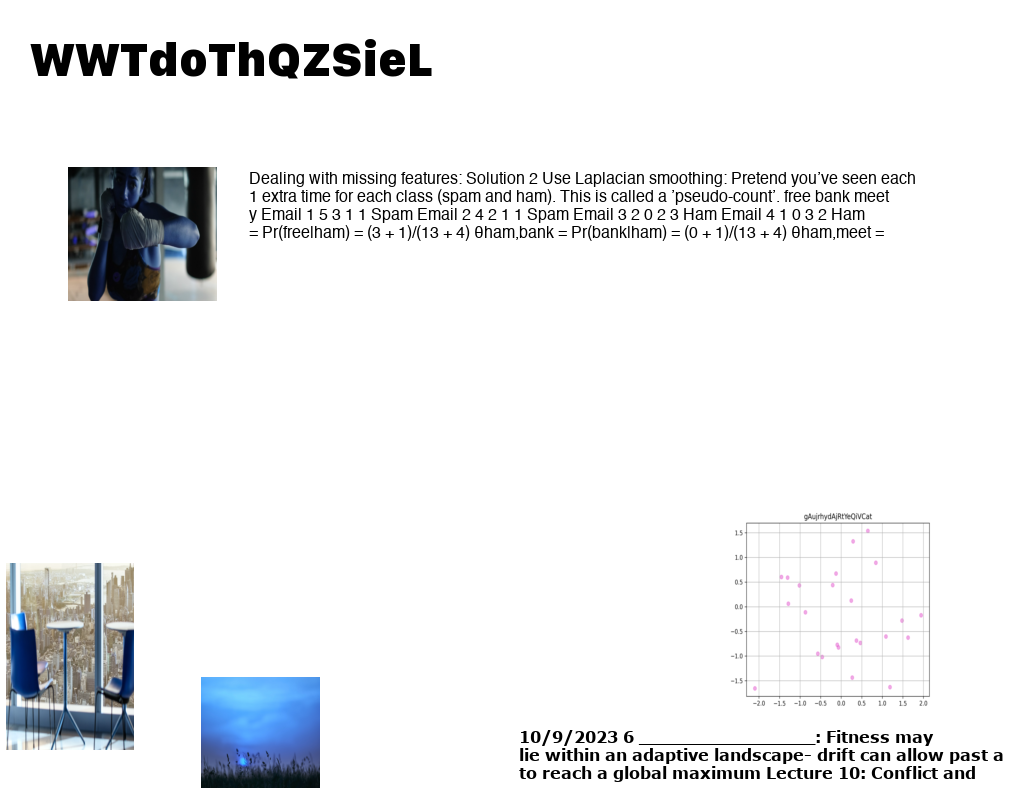 WWTdoThQZSieL
Dealing with missing features: Solution 2 Use Laplacian smoothing: Pretend you've seen each
1 extra time for each class (spam and ham). This is called a 'pseudo-count'. free bank meet
y Email 1 5 3 1 1 Spam Email 2 4 2 1 1 Spam Email 3 2 0 2 3 Ham Email 4 1 0 3 2 Ham
= Pr(free|ham) = (3 + 1)/(13 + 4) θham,bank = Pr(bank|ham) = (0 + 1)/(13 + 4) θham,meet =
gAujrhydAjRtYeQiVCat
1.5
1.0
0.5
0.0
−0.5
−1.0
−1.5
−2.0 −1.5 −1.0 −0.5 0.0 0.5 1.0 1.5 2.0
10/9/2023 6 ____________________: Fitness may
lie within an adaptive landscape- drift can allow past a
to reach a global maximum Lecture 10: Conflict and